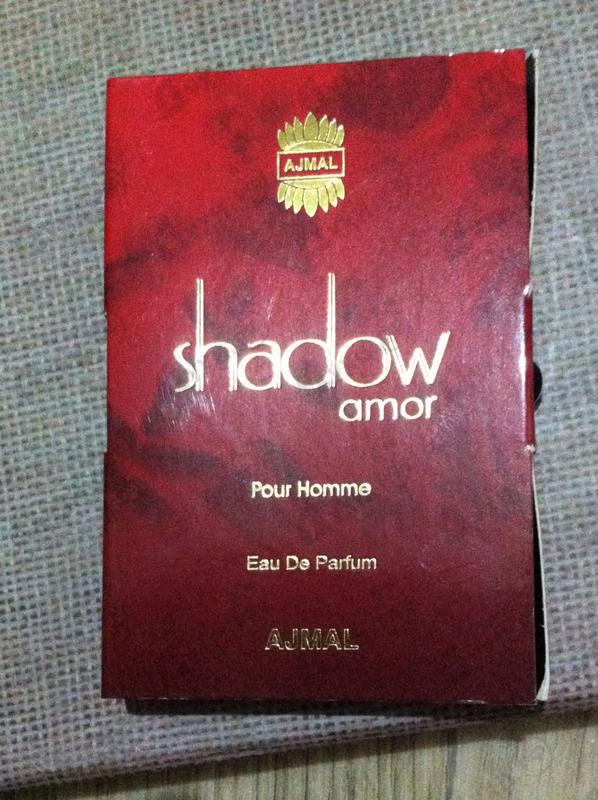 AJMAL
shadow
amor
Pour Homme
Eau De Parfum
AJMAL